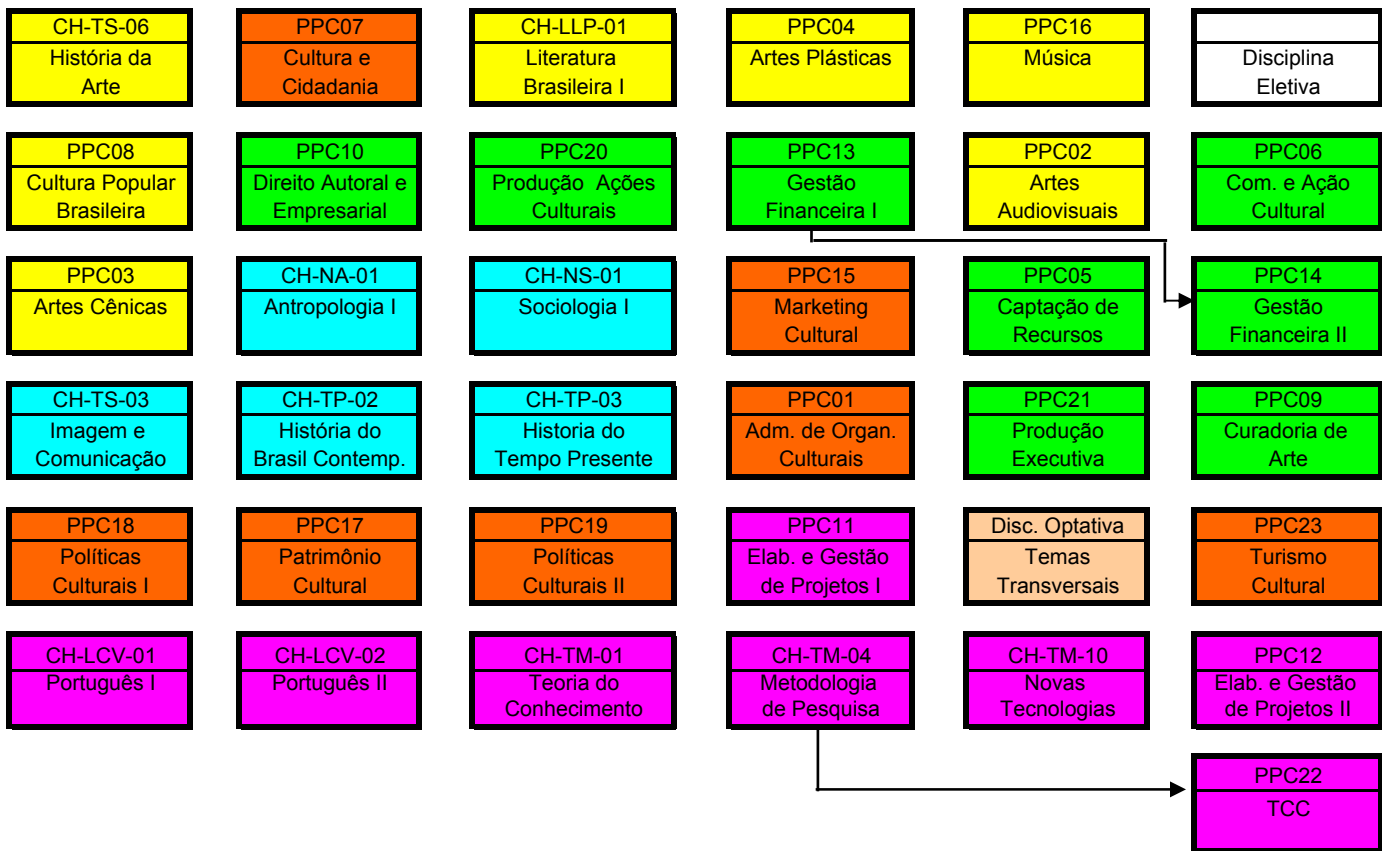 CH-TS-06
História da
Arte
PPC07
Cultura e
Cidadania
CH-LLP-01
Literatura
Brasileira I
PPC04
Artes Plásticas
PPC16
Música
Disciplina
Eletiva
PPC08
Cultura Popular
Brasileira
PPC10
Direito Autoral e
Empresarial
PPC20
Produção Ações
Culturais
PPC13
Gestão
Financeira I
PPC02
Artes
Audiovisuais
PPC06
Com. e Ação
Cultural
PPC03
Artes Cênicas
CH-NA-01
Antropologia I
CH-NS-01
Sociologia I
PPC15
Marketing
Cultural
PPC05
Captação de
Recursos
PPC14
Gestão
Financeira II
CH-TS-03
Imagem e
Comunicação
CH-TP-02
História do
Brasil Contemp.
CH-TP-03
Historia do
Tempo Presente
PPC01
Adm. de Organ.
Culturais
PPC21
Produção
Executiva
PPC09
Curadoria de
Arte
PPC18
Políticas
Culturais I
PPC17
Patrimônio
Cultural
PPC19
Políticas
Culturais II
PPC11
Elab. e Gestão
de Projetos I
Disc. Optativa
Temas
Transversais
PPC23
Turismo
Cultural
CH-LCV-01
Português I
CH-LCV-02
Português II
CH-TM-01
Teoria do
Conhecimento
CH-TM-04
Metodologia
de Pesquisa
CH-TM-10
Novas
Tecnologias
PPC12
Elab. e Gestão
de Projetos II
PPC22
TCC